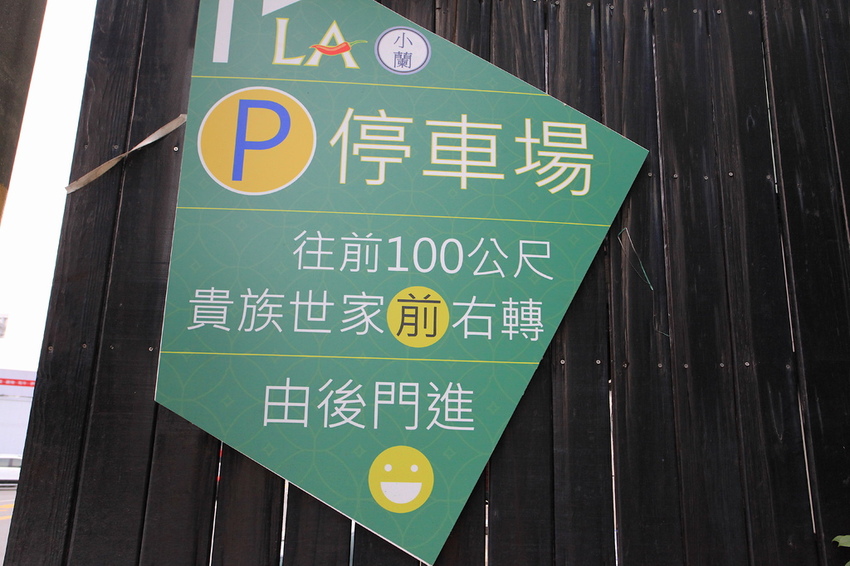 LA 小蘭
P 停車場
往前100公尺
貴族世家前右轉
由後門進